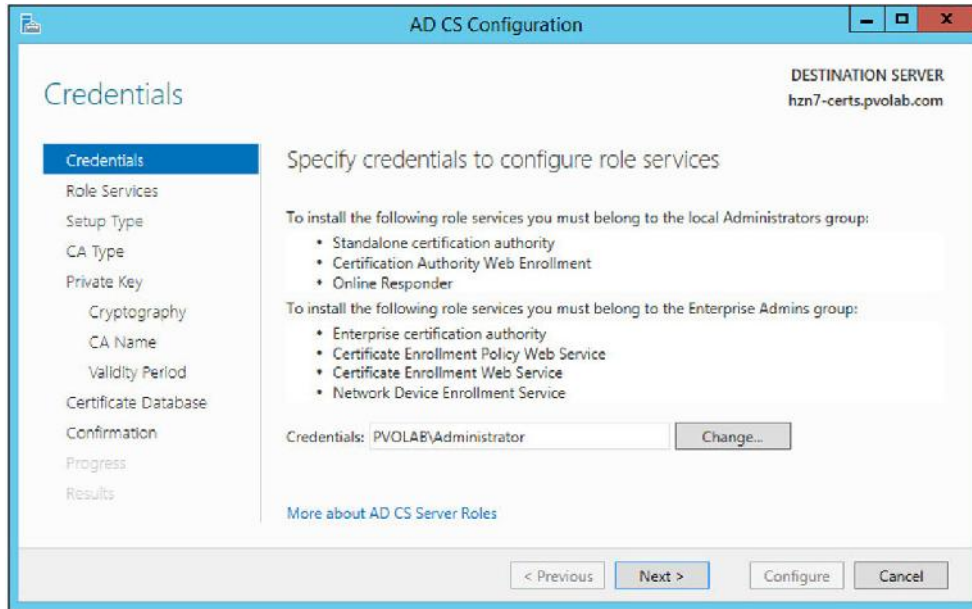 AD CS Configuration
Credentials
DESTINATION SERVER
hzn7-certs.pvolab.com
Credentials
Role Services
Setup Type
CA Type
Private Key
Cryptography
CA Name
Validity Period
Certificate Database
Confirmation
Progress
Results
Specify credentials to configure role services
To install the following role services you must belong to the local Administrators group:
• Standalone certification authority
• Certification Authority Web Enrollment
• Online Responder
To install the following role services you must belong to the Enterprise Admins group:
• Enterprise certification authority
• Certificate Enrollment Policy Web Service
• Certificate Enrollment Web Service
• Network Device Enrollment Service
Credentials: PVOLAB\Administrator Change...
More about AD CS Server Roles
< Previous Next > Configure Cancel